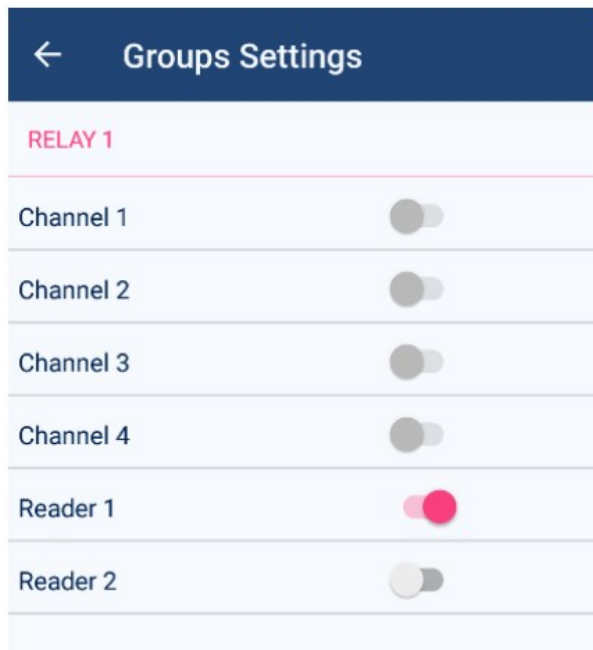 Groups Settings
RELAY 1
Channel 1
Channel 2
Channel 3
Channel 4
Reader 1
Reader 2